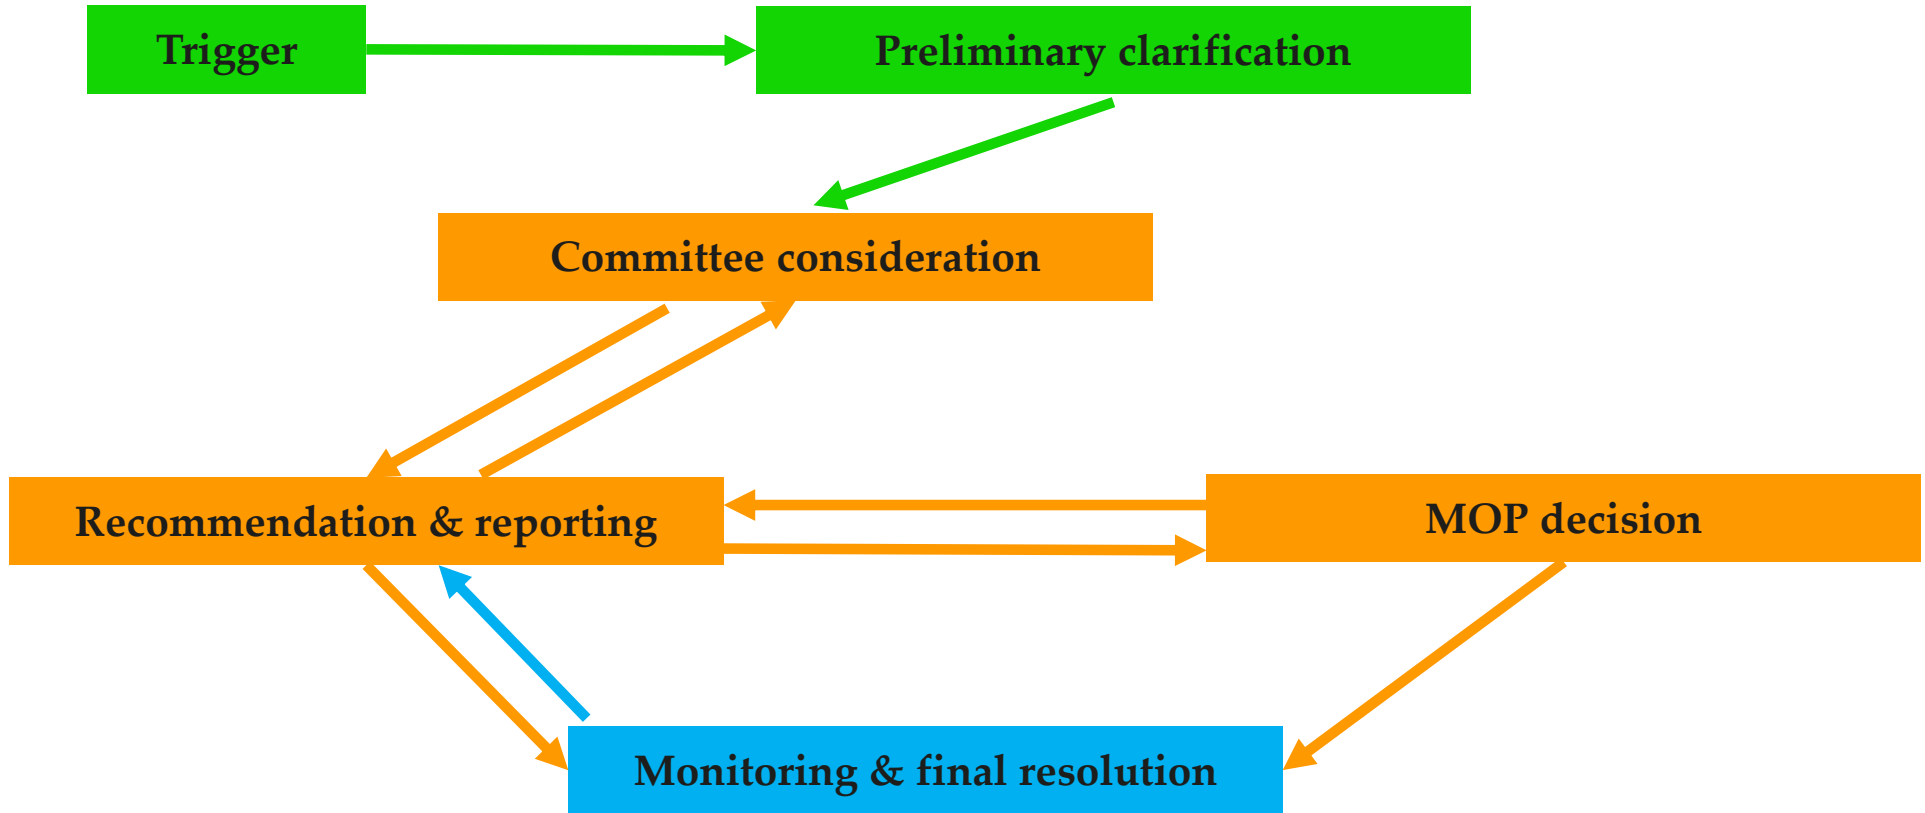 Trigger
Preliminary clarification
Committee consideration
Recommendation & reporting
MOP decision
Monitoring & final resolution